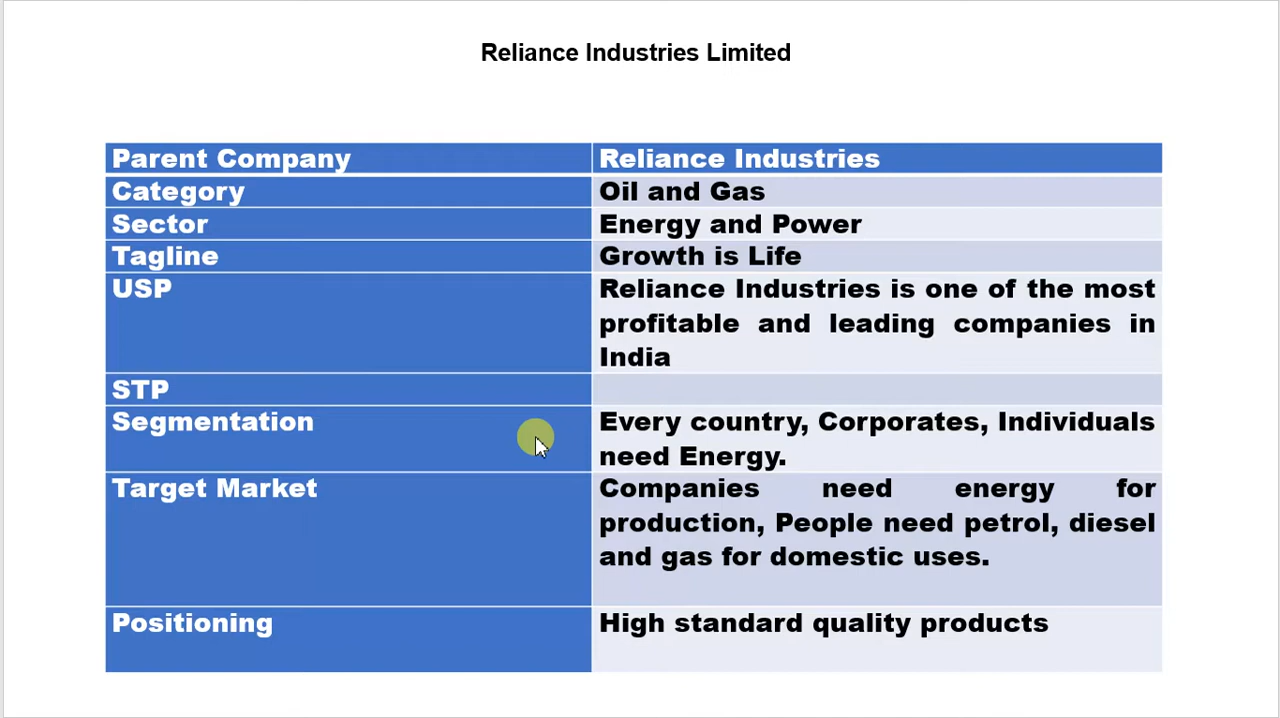 Reliance Industries Limited
Parent Company Reliance Industries
Category Oil and Gas
Sector Energy and Power
Tagline Growth is Life
USP Reliance Industries is one of the most
profitable and leading companies in
India
STP
Segmentation Every country, Corporates, Individuals
need Energy.
Target Market Companies need energy for
production, People need petrol, diesel
and gas for domestic uses.
Positioning High standard quality products